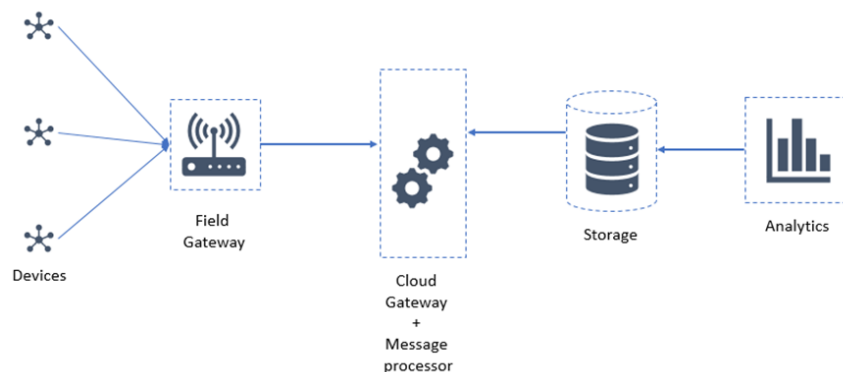 Devices
Field
Gateway
Cloud
Gateway
+
Message
processor
Storage
Analytics